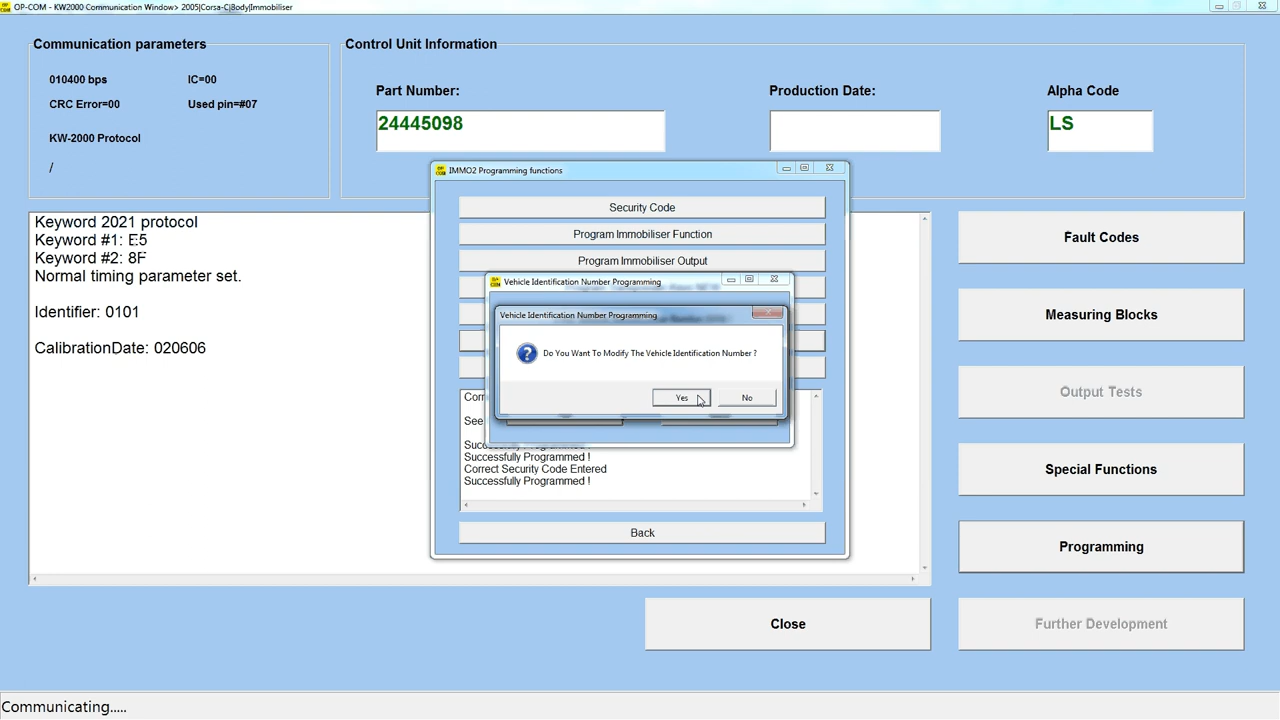 OP-COM - KW2000 Communication Window> 2005|Corsa-C|Body|Immobiliser
Communication parameters
010400 bps
IC=00
CRC Error=00
Used pin=#07
KW-2000 Protocol
/
Control Unit Information
Part Number:
24445098
Production Date:
Alpha Code
LS
Keyword 2021 protocol
Keyword #1: E5
Keyword #2: 8F
Normal timing parameter set.
Identifier: 0101
CalibrationDate: 020606
IMMO2 Programming functions
Security Code
Program Immobiliser Function
Program Immobiliser Output
Vehicle Identification Number Programming
Vehicle Identification Number Programming
Do You Want To Modify The Vehicle Identification Number ?
Yes
No
See
Successfully Programmed !
Correct Security Code Entered
Successfully Programmed !
Back
Fault Codes
Measuring Blocks
Output Tests
Special Functions
Programming
Close
Further Development
Communicating.....